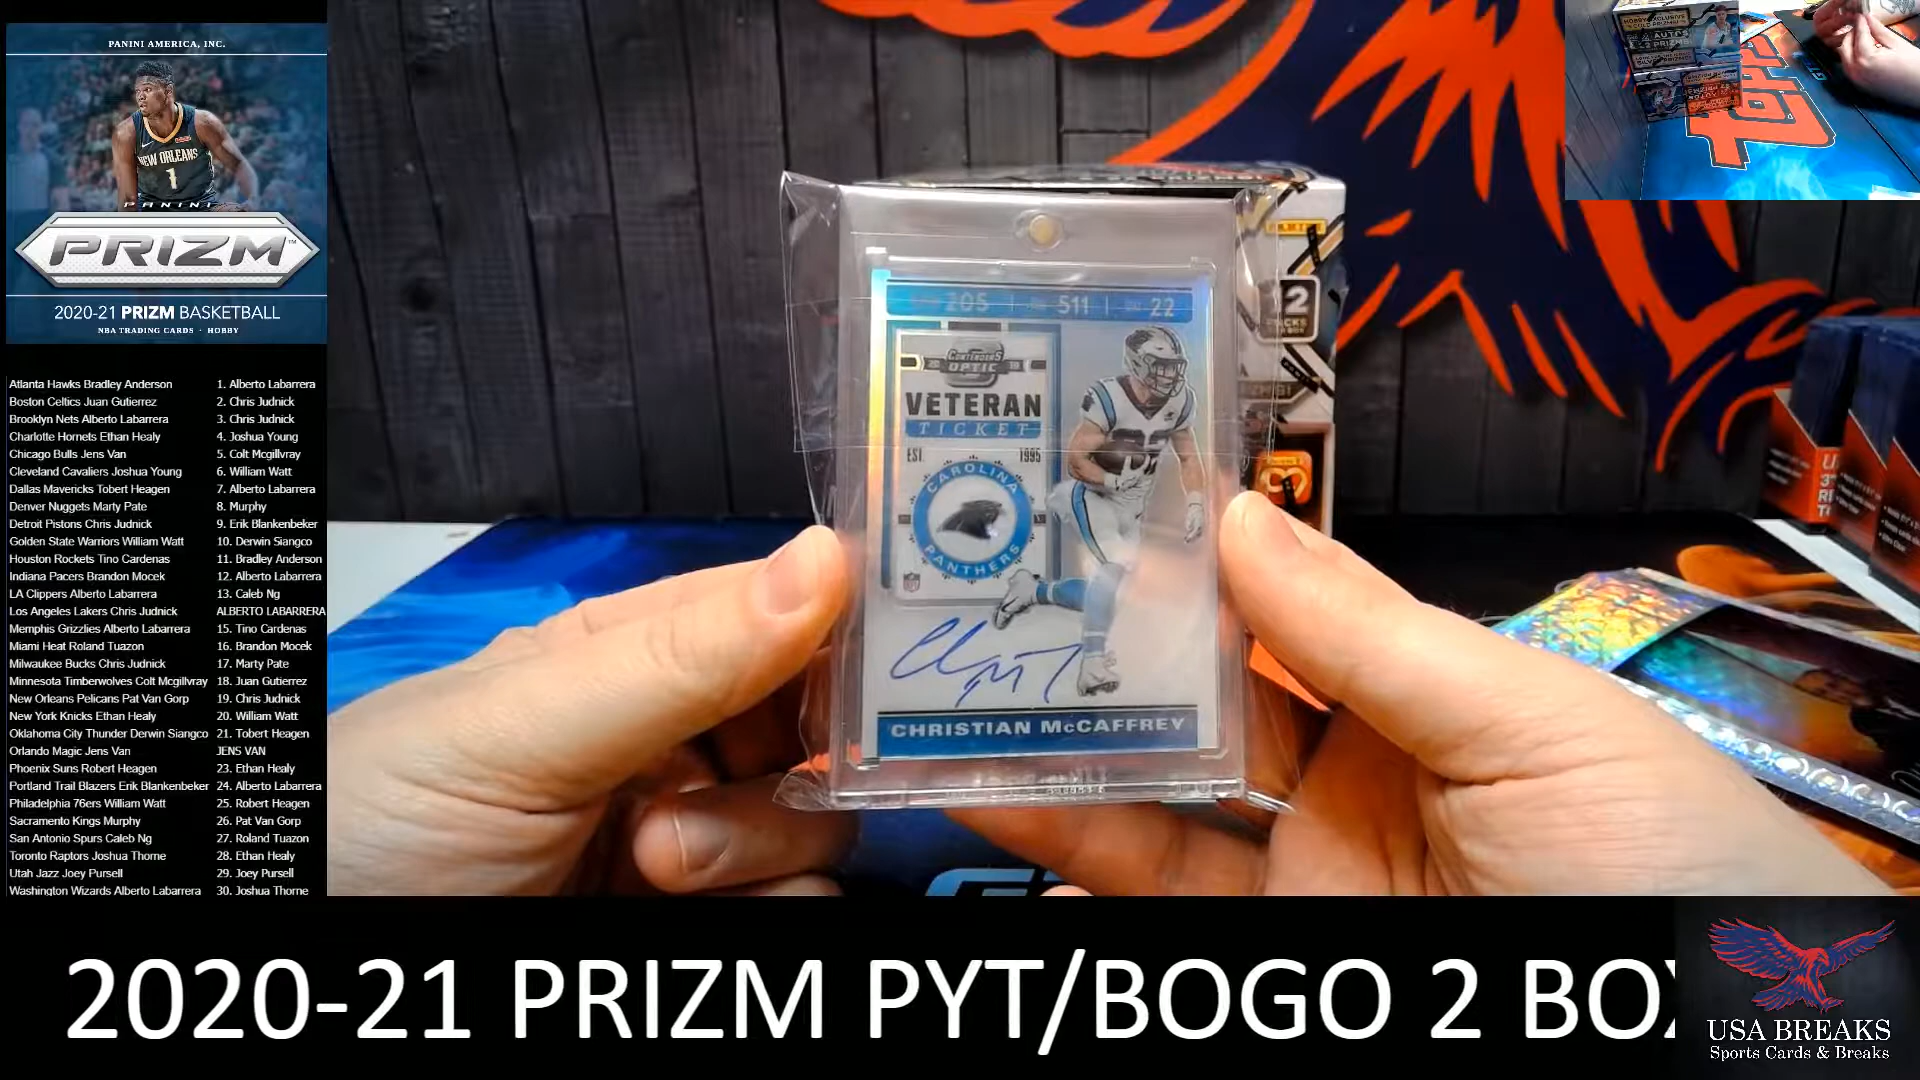 PANINI AMERICA, INC.
NEW ORLEANS
1
PANINI
PRIZM
2020-21 PRIZM BASKETBALL
NBA TRADING CARDS · HOBBY
Atlanta Hawks Bradley Anderson 1. Alberto Labarrera
Boston Celtics Juan Gutierrez 2. Chris Judnick
Brooklyn Nets Alberto Labarrera 3. Chris Judnick
Charlotte Hornets Ethan Healy 4. Joshua Young
Chicago Bulls Jens Van 5. Colt Mcgillvray
Cleveland Cavaliers Joshua Young 6. William Watt
Dallas Mavericks Tobert Heagen 7. Alberto Labarrera
Denver Nuggets Marty Pate 8. Murphy
Detroit Pistons Chris Judnick 9. Erik Blankenbeker
Golden State Warriors William Watt 10. Derwin Siangco
Houston Rockets Tino Cardenas 11. Bradley Anderson
Indiana Pacers Brandon Mocek 12. Alberto Labarrera
LA Clippers Alberto Labarrera 13. Caleb Ng
Los Angeles Lakers Chris Judnick ALBERTO LABARRERA
Memphis Grizzlies Alberto Labarrera 15. Tino Cardenas
Miami Heat Roland Tuazon 16. Brandon Mocek
Milwaukee Bucks Chris Judnick 17. Marty Pate
Minnesota Timberwolves Colt Mcgillvray 18. Juan Gutierrez
New Orleans Pelicans Pat Van Gorp 19. Chris Judnick
New York Knicks Ethan Healy 20. William Watt
Oklahoma City Thunder Derwin Siangco 21. Tobert Heagen
Orlando Magic Jens Van JENS VAN
Phoenix Suns Robert Heagen 23. Ethan Healy
Portland Trail Blazers Erik Blankenbeker 24. Alberto Labarrera
Philadelphia 76ers William Watt 25. Robert Heagen
Sacramento Kings Murphy 26. Pat Van Gorp
San Antonio Spurs Caleb Ng 27. Roland Tuazon
Toronto Raptors Joshua Thorne 28. Ethan Healy
Utah Jazz Joey Pursell 29. Joey Pursell
Washington Wizards Alberto Labarrera 30. Joshua Thorne
205 511 22
CONTENDERS
20 OPTIC 19
VETERAN
TICKET
EST. 1995
CAROLINA
PANTHERS
CHRISTIAN McCAFFREY
HOBBY EXCLUSIVE
AUTOS
2 PRIZMS
2020-21 PRIZM PYT/BOGO 2 BOX
USA BREAKS
Sports Cards & Breaks